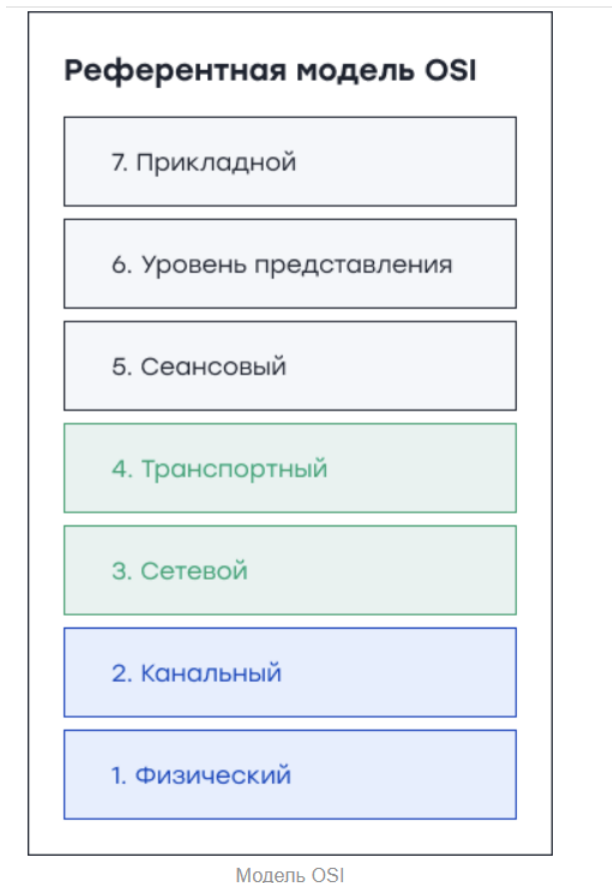 Референтная модель OSI
7. Прикладной
6. Уровень представления
5. Сеансовый
4. Транспортный
3. Сетевой
2. Канальный
1. Физический
Модель OSI